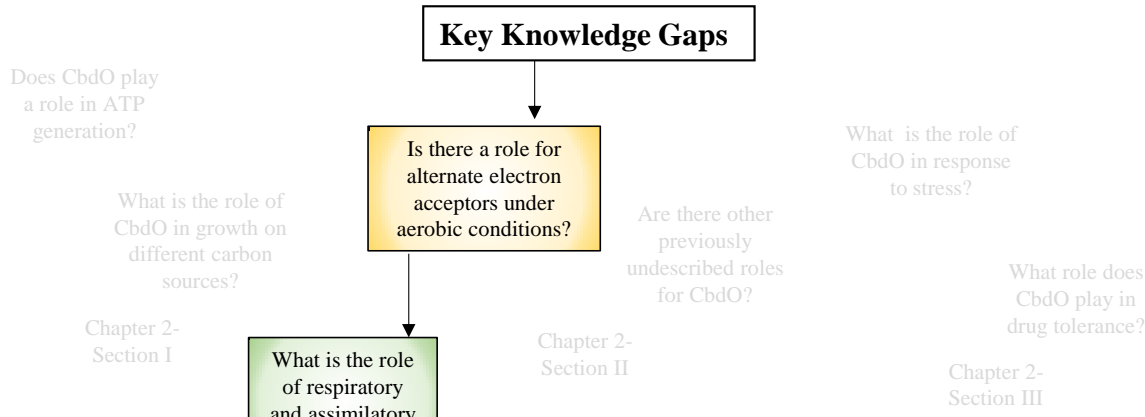 Key Knowledge Gaps
Does CbdO play
a role in ATP
generation?
Is there a role for
alternate electron
acceptors under
aerobic conditions?
What  is the role of
CbdO in response
to stress?
What is the role of
CbdO in growth on
different carbon
sources?
Are there other
previously
undescribed roles
for CbdO?
What role does
CbdO play in
drug tolerance?
Chapter 2-
Section I
Chapter 2-
Section II
Chapter 2-
Section III
What is the role
of respiratory
and assimilatory